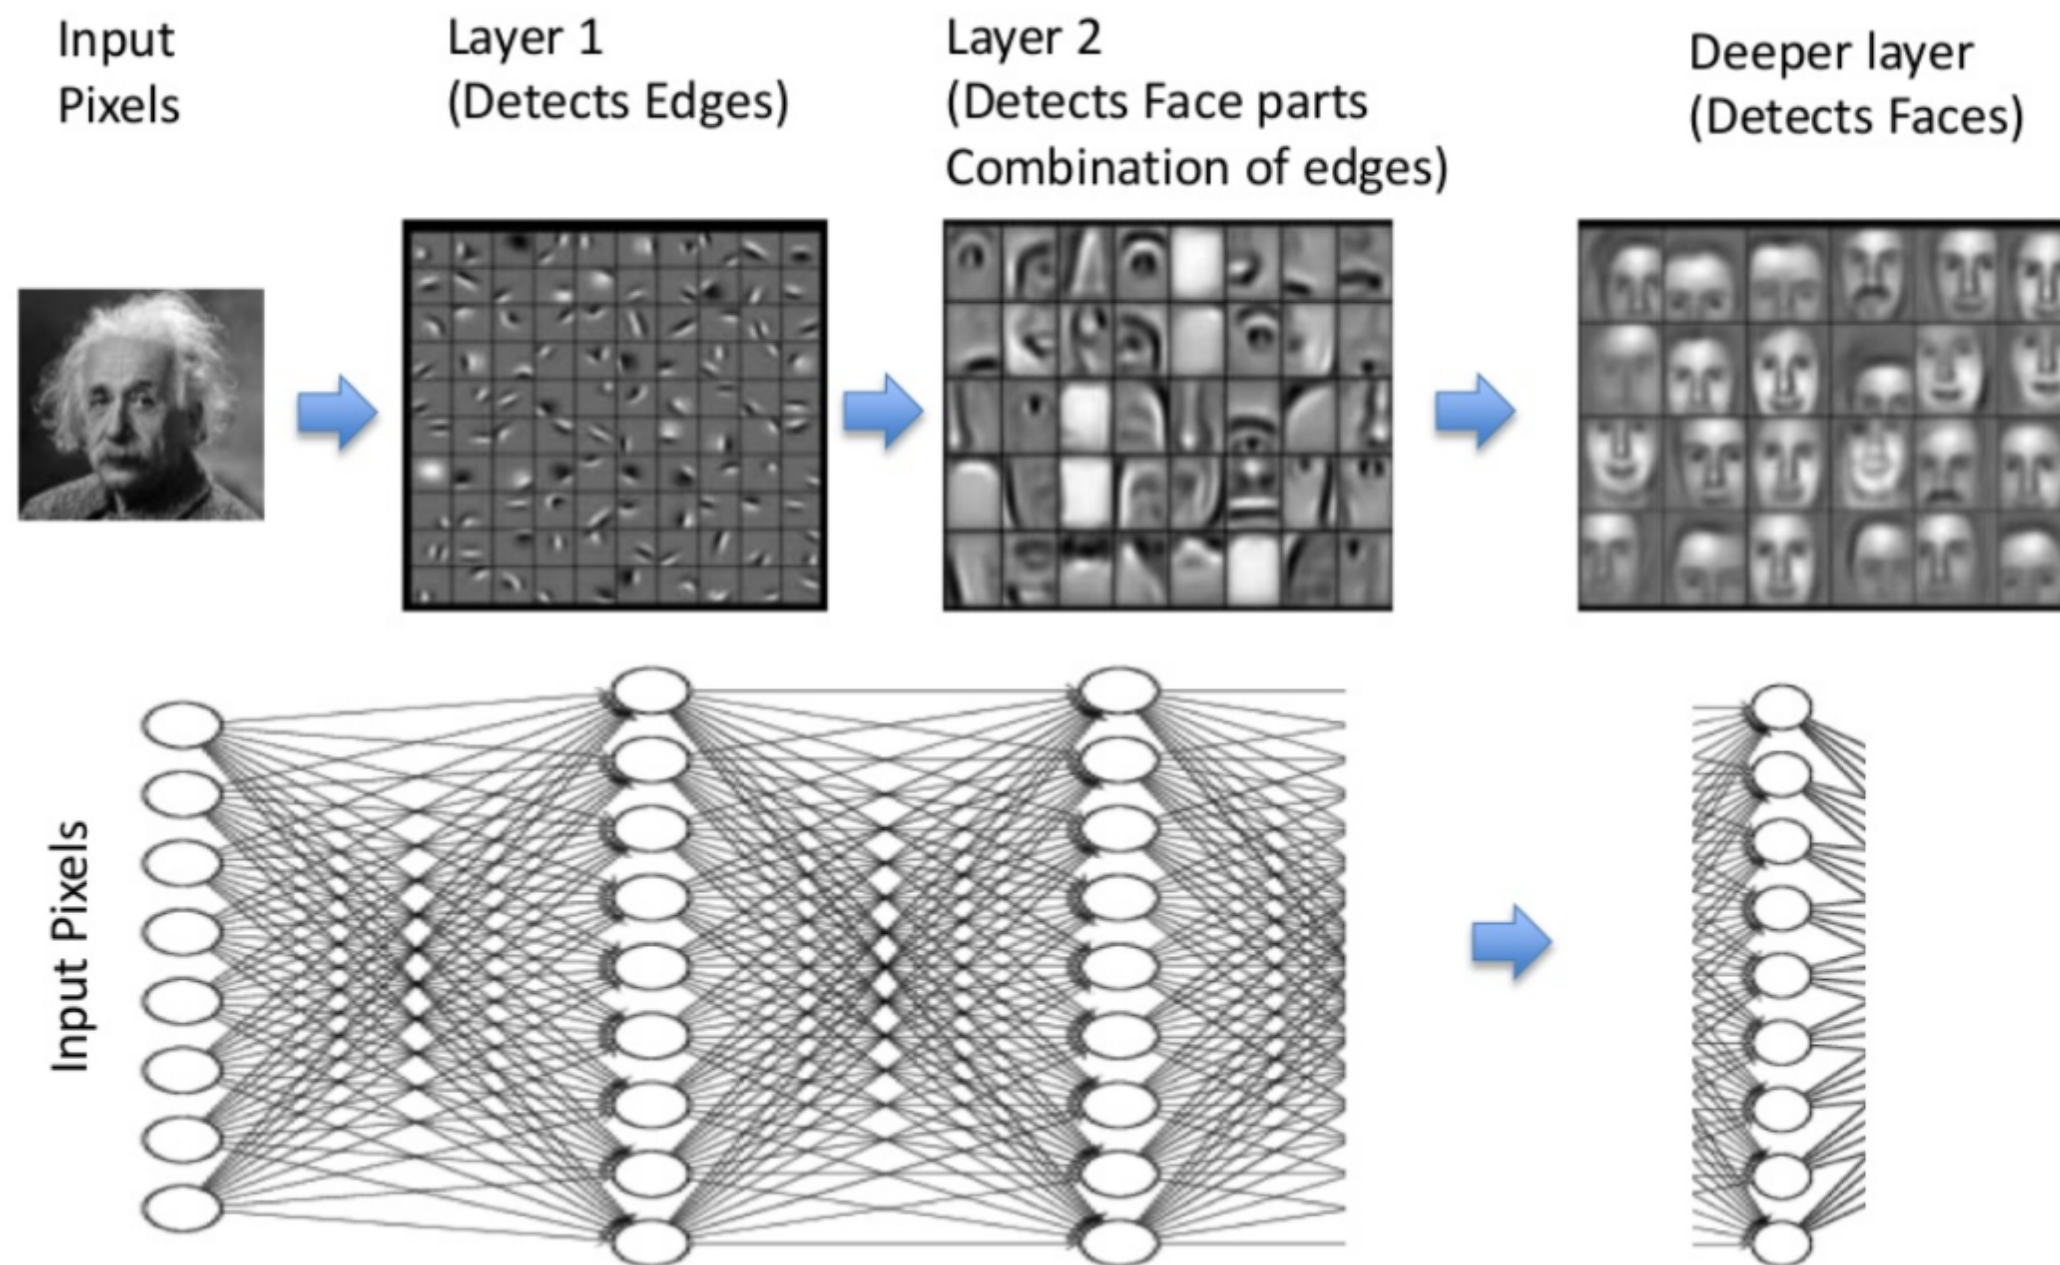 Input
Pixels
Layer 1
(Detects Edges)
Layer 2
(Detects Face parts
Combination of edges)
Deeper layer
(Detects Faces)
Input Pixels